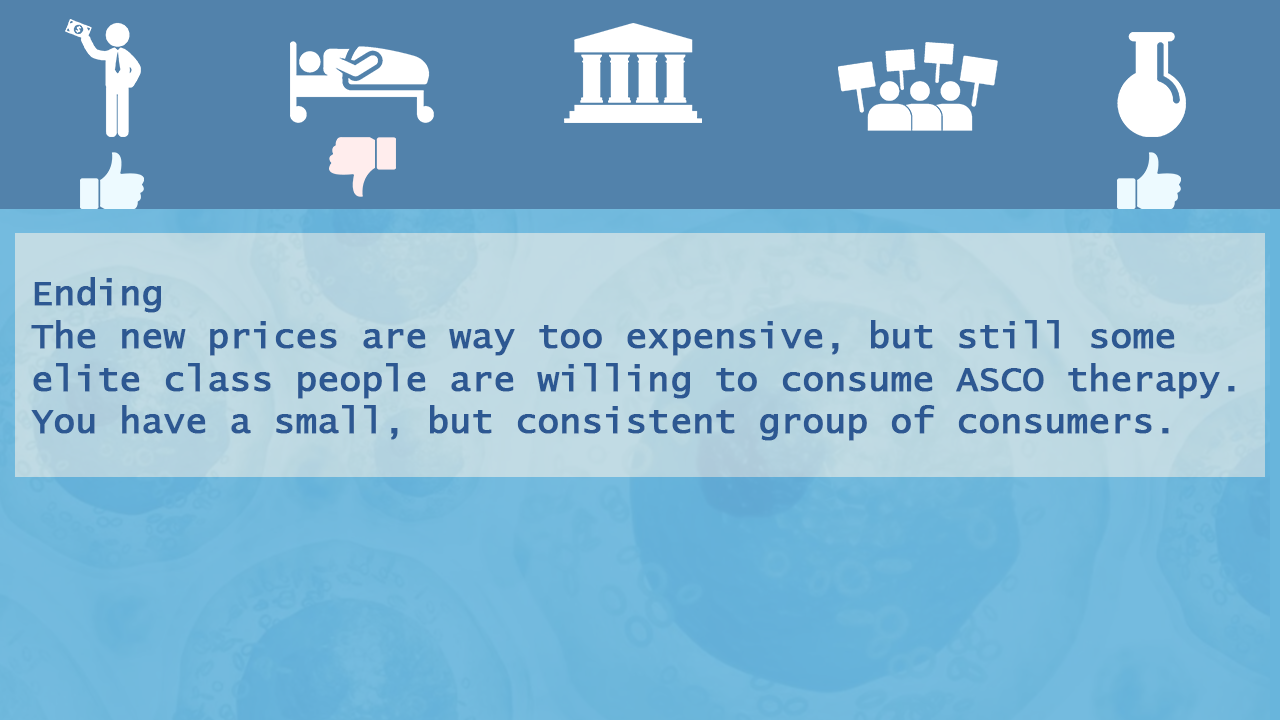 Ending
The new prices are way too expensive, but still some
elite class people are willing to consume ASCO therapy.
You have a small, but consistent group of consumers.